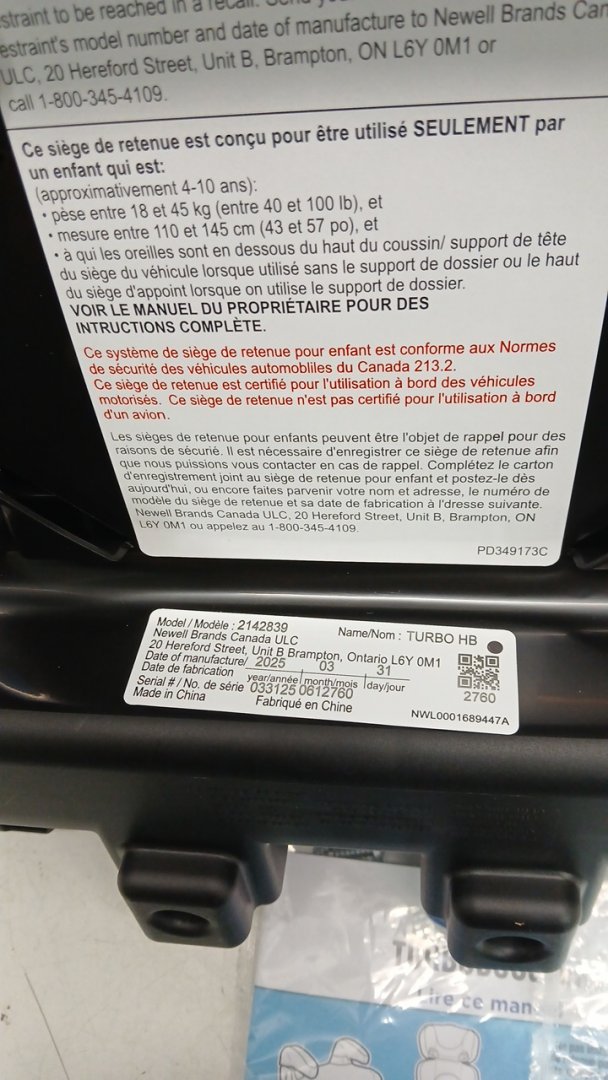 straint to be reached in a recall. Send yo
estraint's model number and date of manufacture to Newell Brands Can
ULC, 20 Hereford Street, Unit B, Brampton, ON L6Y 0M1 or
call 1-800-345-4109.
Ce siège de retenue est conçu pour être utilisé SEULEMENT par
un enfant qui est:
(approximativement 4-10 ans):
• pèse entre 18 et 45 kg (entre 40 et 100 lb), et
• mesure entre 110 et 145 cm (43 et 57 po), et
• à qui les oreilles sont en dessous du haut du coussin/ support de tête
du siège du véhicule lorsque utilisé sans le support de dossier ou le haut
du siège d'appoint lorsque on utilise le support de dossier.
VOIR LE MANUEL DU PROPRIÉTAIRE POUR DES
INTRUCTIONS COMPLÈTE.
Ce système de siège de retenue pour enfant est conforme aux Normes
de sécurité des véhicules automobliles du Canada 213.2.
Ce siège de retenue est certifié pour l'utilisation à bord des véhicules
motorisés. Ce siège de retenue n'est pas certifié pour l'utilisation à bord
d'un avion.
Les sièges de retenue pour enfants peuvent être l'objet de rappel pour des
raisons de sécurié. Il est nécessaire d'enregistrer ce siège de retenue afin
que nous puissions vous contacter en cas de rappel. Complétez le carton
d'enregistrement joint au siège de retenue pour enfant et postez-le dès
aujourd'hui, ou encore faites parvenir votre nom et adresse, le numéro de
modèle du siège de retenue et sa date de fabrication à l'dresse suivante.
Newell Brands Canada ULC, 20 Hereford Street, Unit B, Brampton, ON
L6Y 0M1 ou appelez au 1-800-345-4109.
PD349173C
Model / Modèle : 2142839 Name/Nom : TURBO HB
Newell Brands Canada ULC
20 Hereford Street, Unit B Brampton, Ontario L6Y 0M1
Date of manufacture/ 2025 03 31
Date de fabrication year/année month/mois day/jour
Serial # / No. de série 033125 0612760
Made in China Fabriqué en Chine
2760
NWL0001689447A
Lire ce man